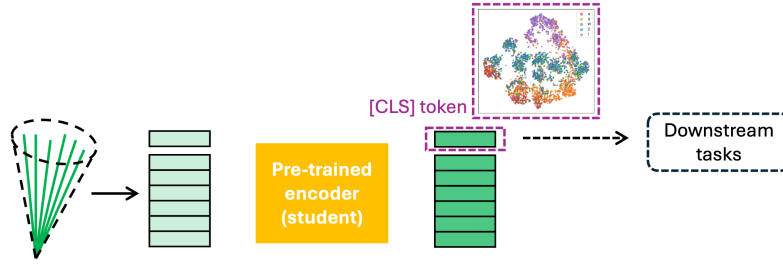 [CLS] token
Pre-trained
encoder
(student)
Downstream
tasks